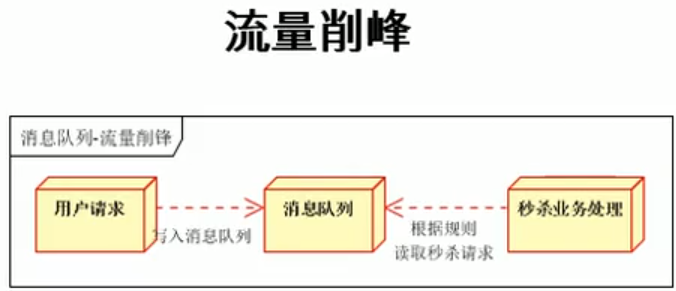 流量削峰
消息队列-流量削锋
用户请求
消息队列
秒杀业务处理
写入消息队列
根据规则
读取秒杀请求